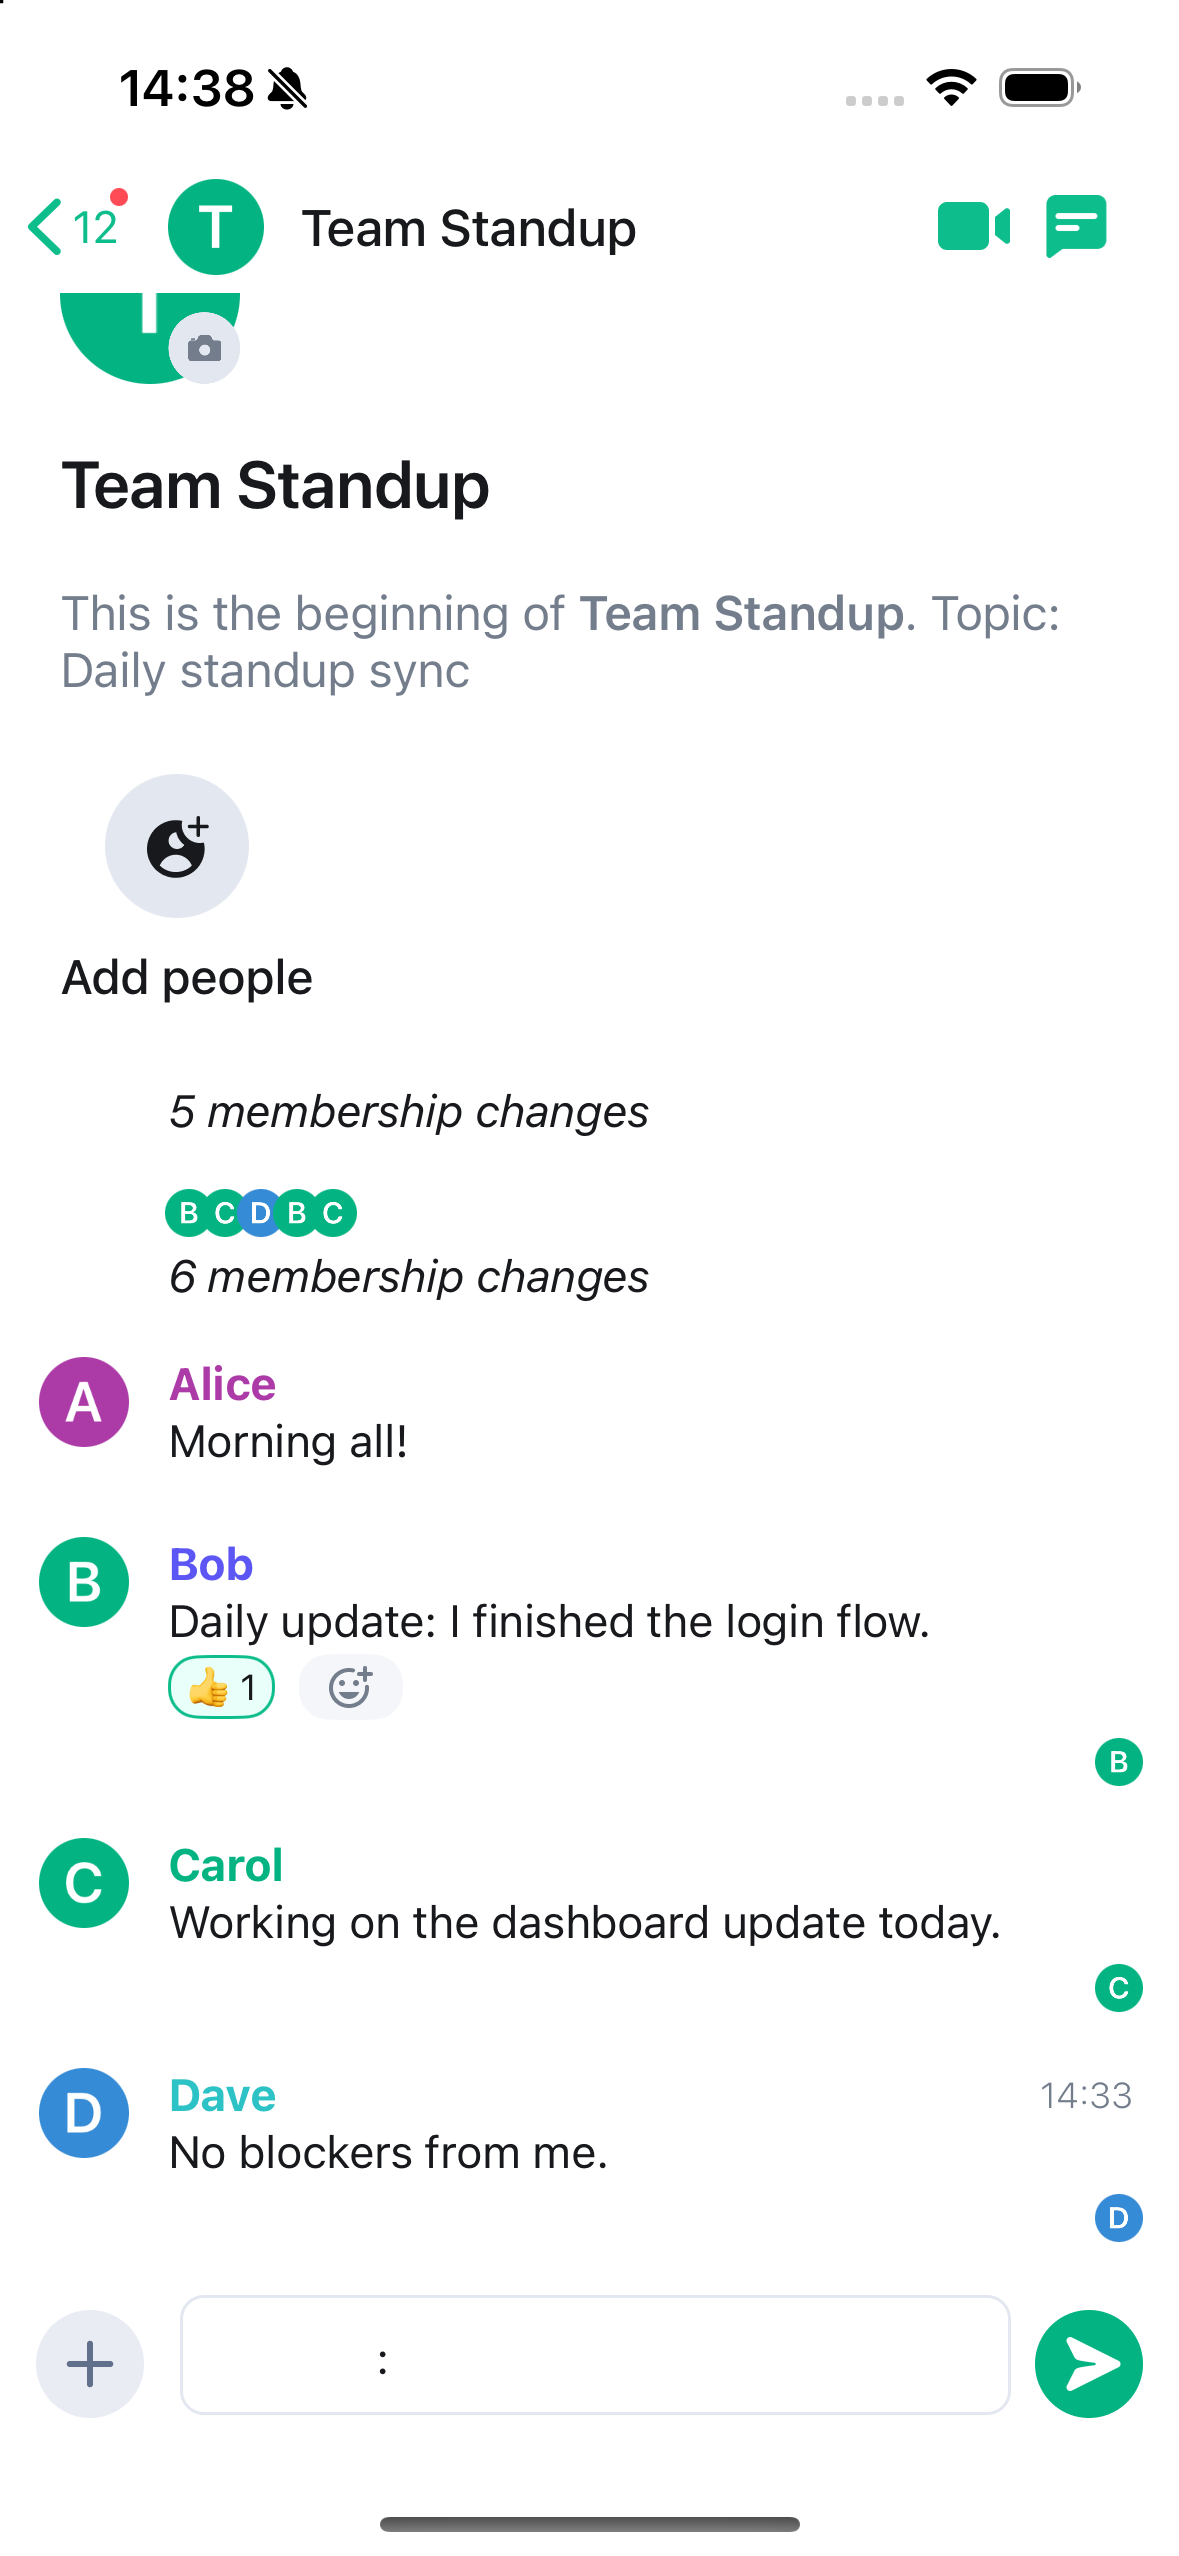 14:38
12
T
Team Standup
Team Standup
This is the beginning of Team Standup. Topic:
Daily standup sync
Add people
5 membership changes
B C D B C
6 membership changes
A
Alice
Morning all!
B
Bob
Daily update: I finished the login flow.
👍 1
B
C
Carol
Working on the dashboard update today.
C
D
Dave
14:33
No blockers from me.
D
: